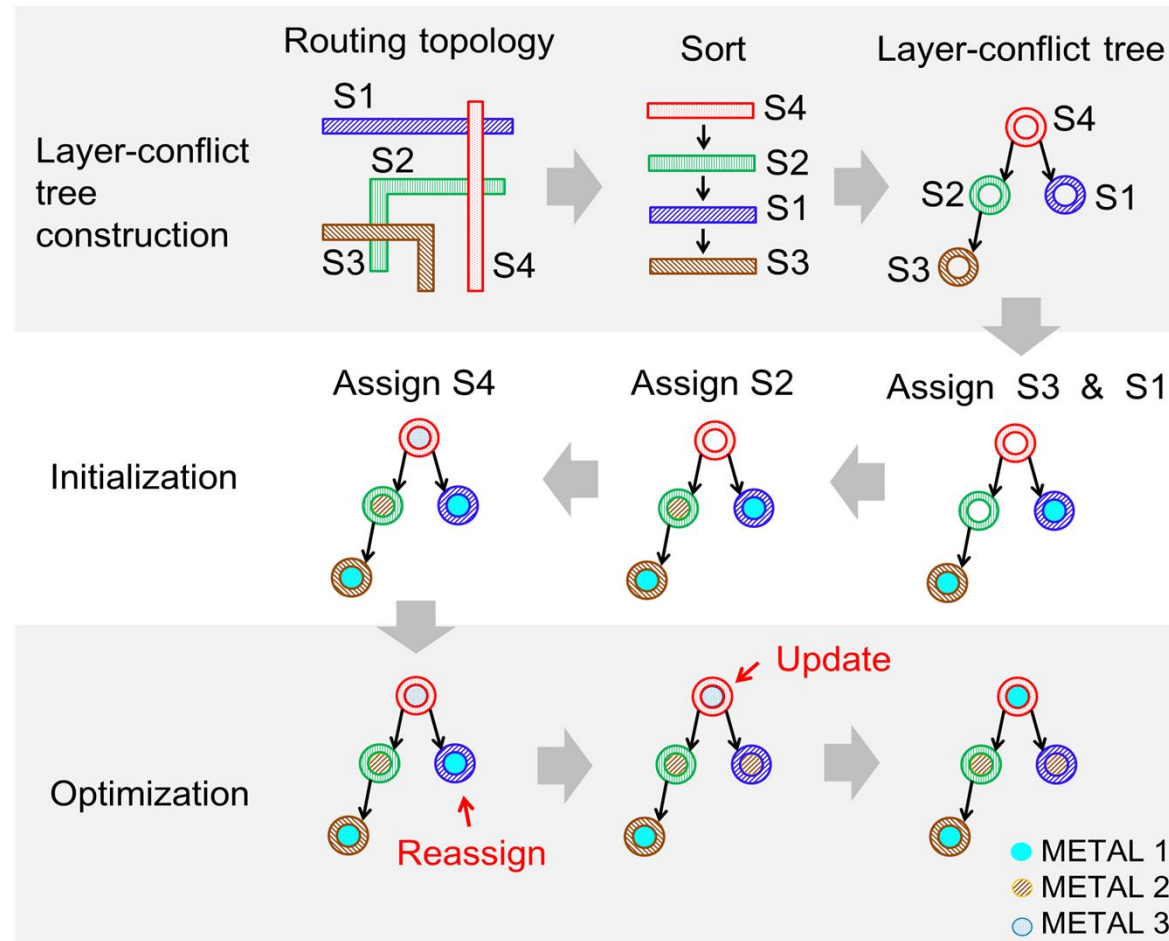 Routing topology
Sort
Layer-conflict tree
Layer-conflict
tree
construction
S1
S2
S3
S4
S4
S2
S1
S3
S4
S2
S1
S3
Assign S4
Assign S2
Assign S3 & S1
Initialization
Optimization
Update
Reassign
METAL 1
METAL 2
METAL 3